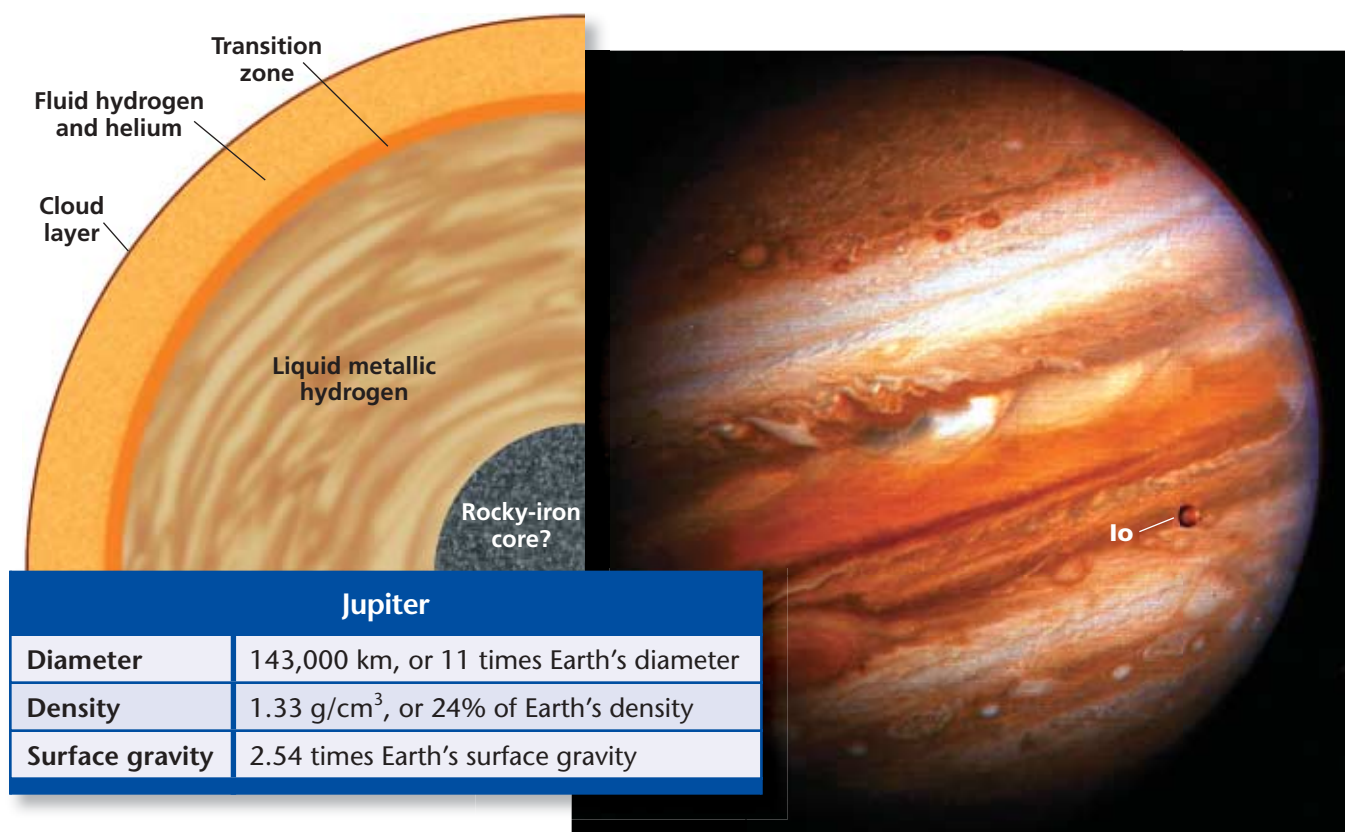 Transition
zone
Fluid hydrogen
and helium
Cloud
layer
Liquid metallic
hydrogen
Rocky-iron
core?
Io
Jupiter
Diameter 143,000 km, or 11 times Earth’s diameter
Density 1.33 g/cm³, or 24% of Earth’s density
Surface gravity 2.54 times Earth’s surface gravity